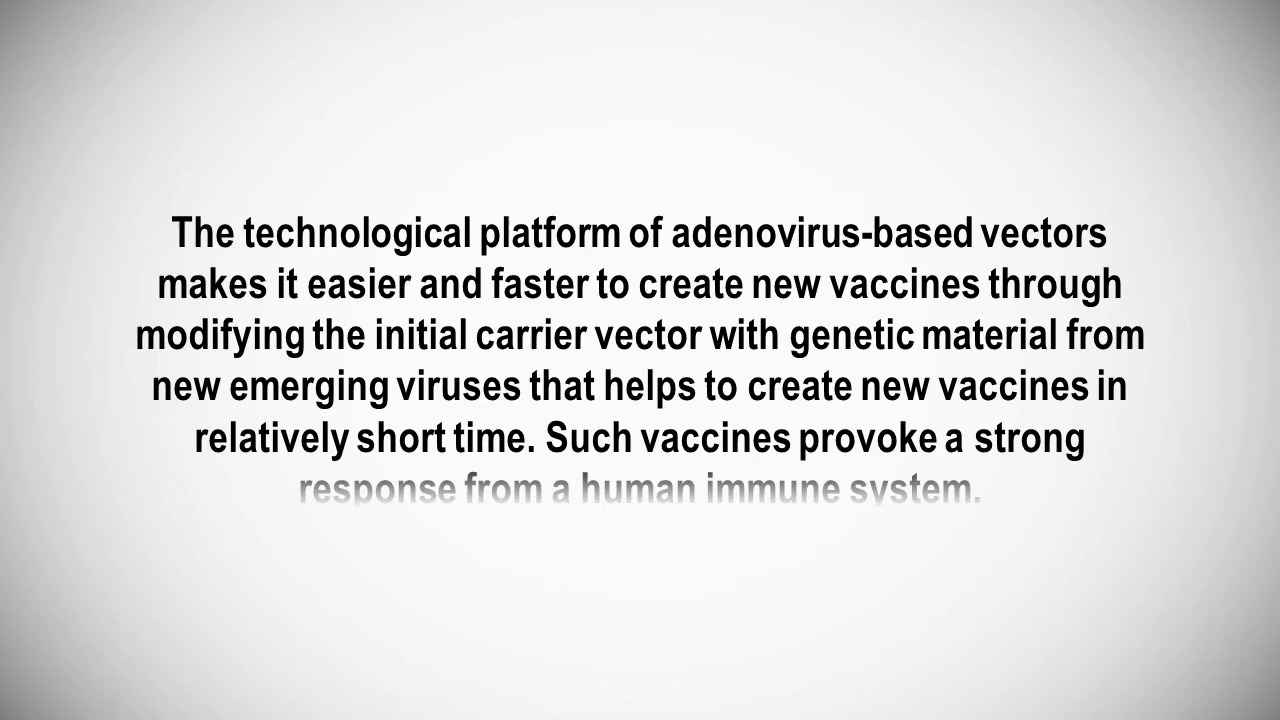 The technological platform of adenovirus-based vectors
makes it easier and faster to create new vaccines through
modifying the initial carrier vector with genetic material from
new emerging viruses that helps to create new vaccines in
relatively short time. Such vaccines provoke a strong
response from a human immune system.